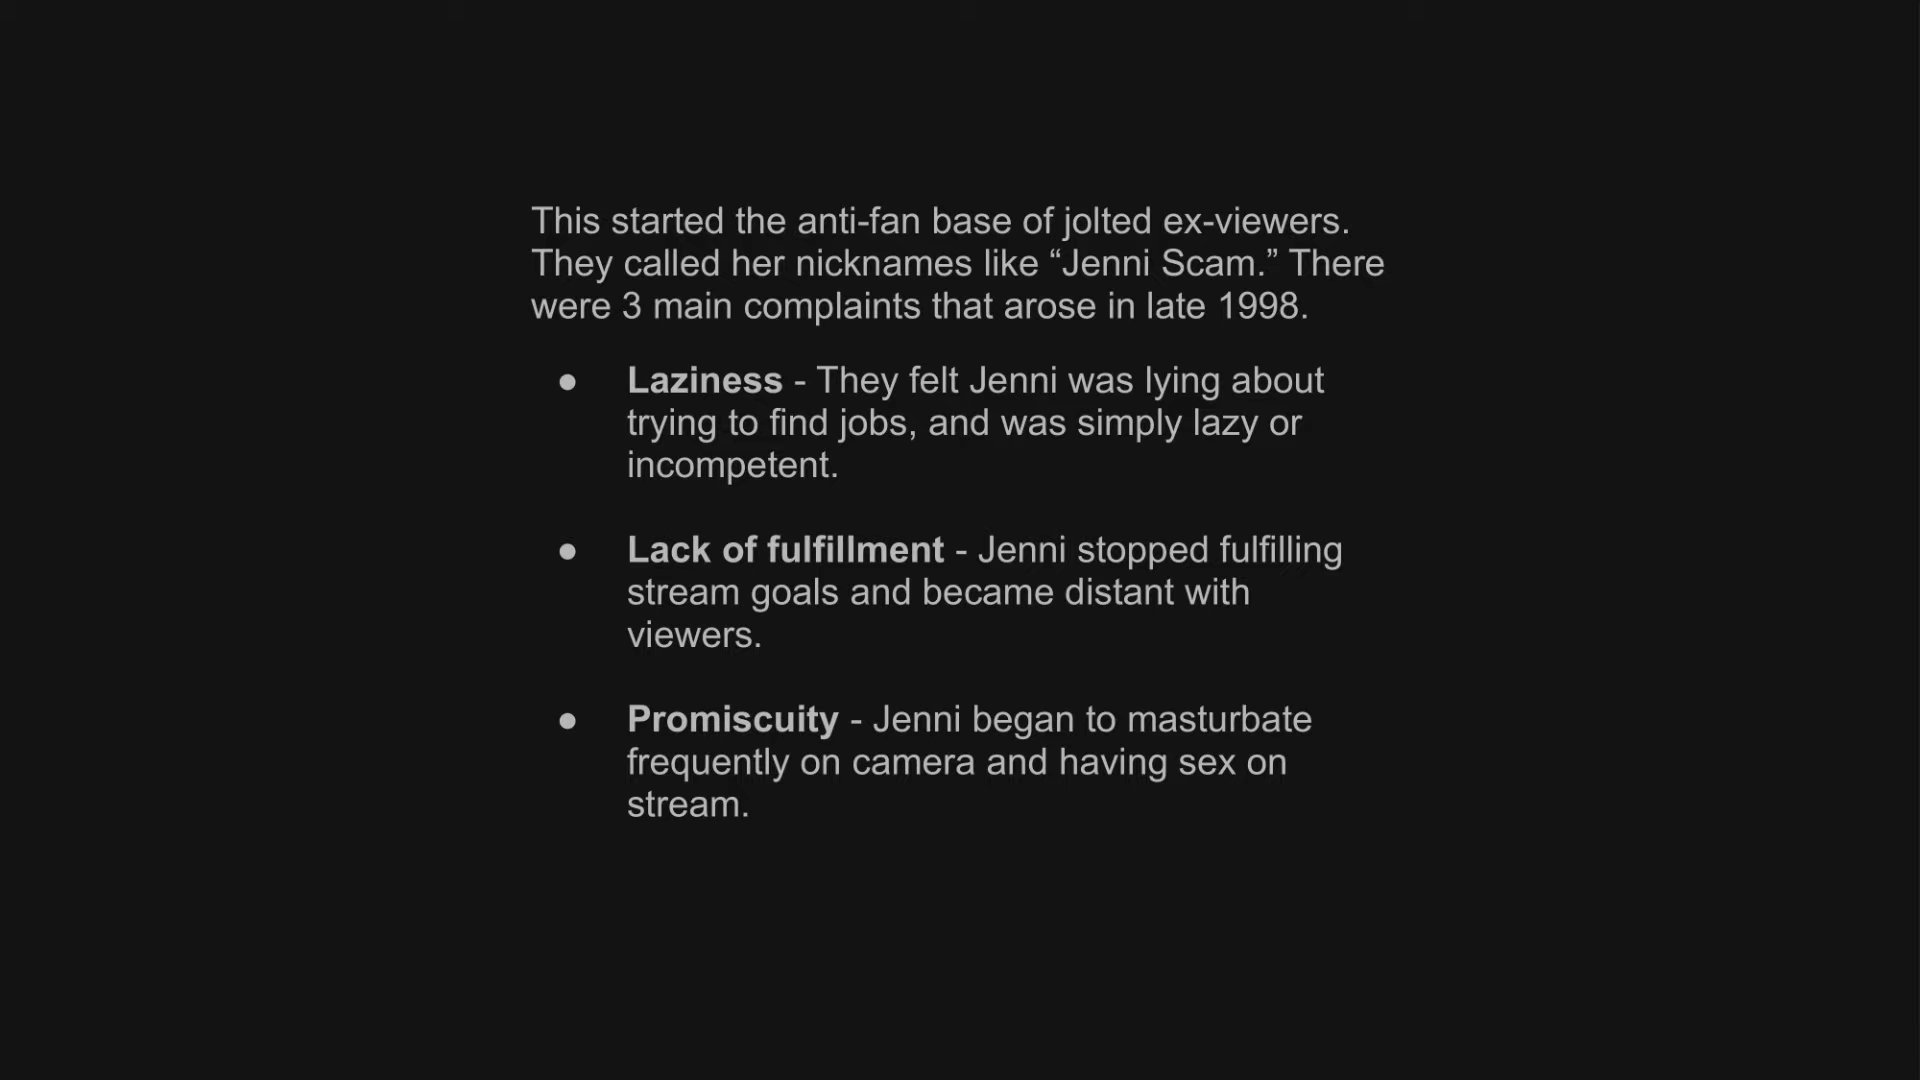 This started the anti-fan base of jolted ex-viewers.
They called her nicknames like “Jenni Scam.” There
were 3 main complaints that arose in late 1998.
● Laziness - They felt Jenni was lying about
trying to find jobs, and was simply lazy or
incompetent.
● Lack of fulfillment - Jenni stopped fulfilling
stream goals and became distant with
viewers.
● Promiscuity - Jenni began to masturbate
frequently on camera and having sex on
stream.